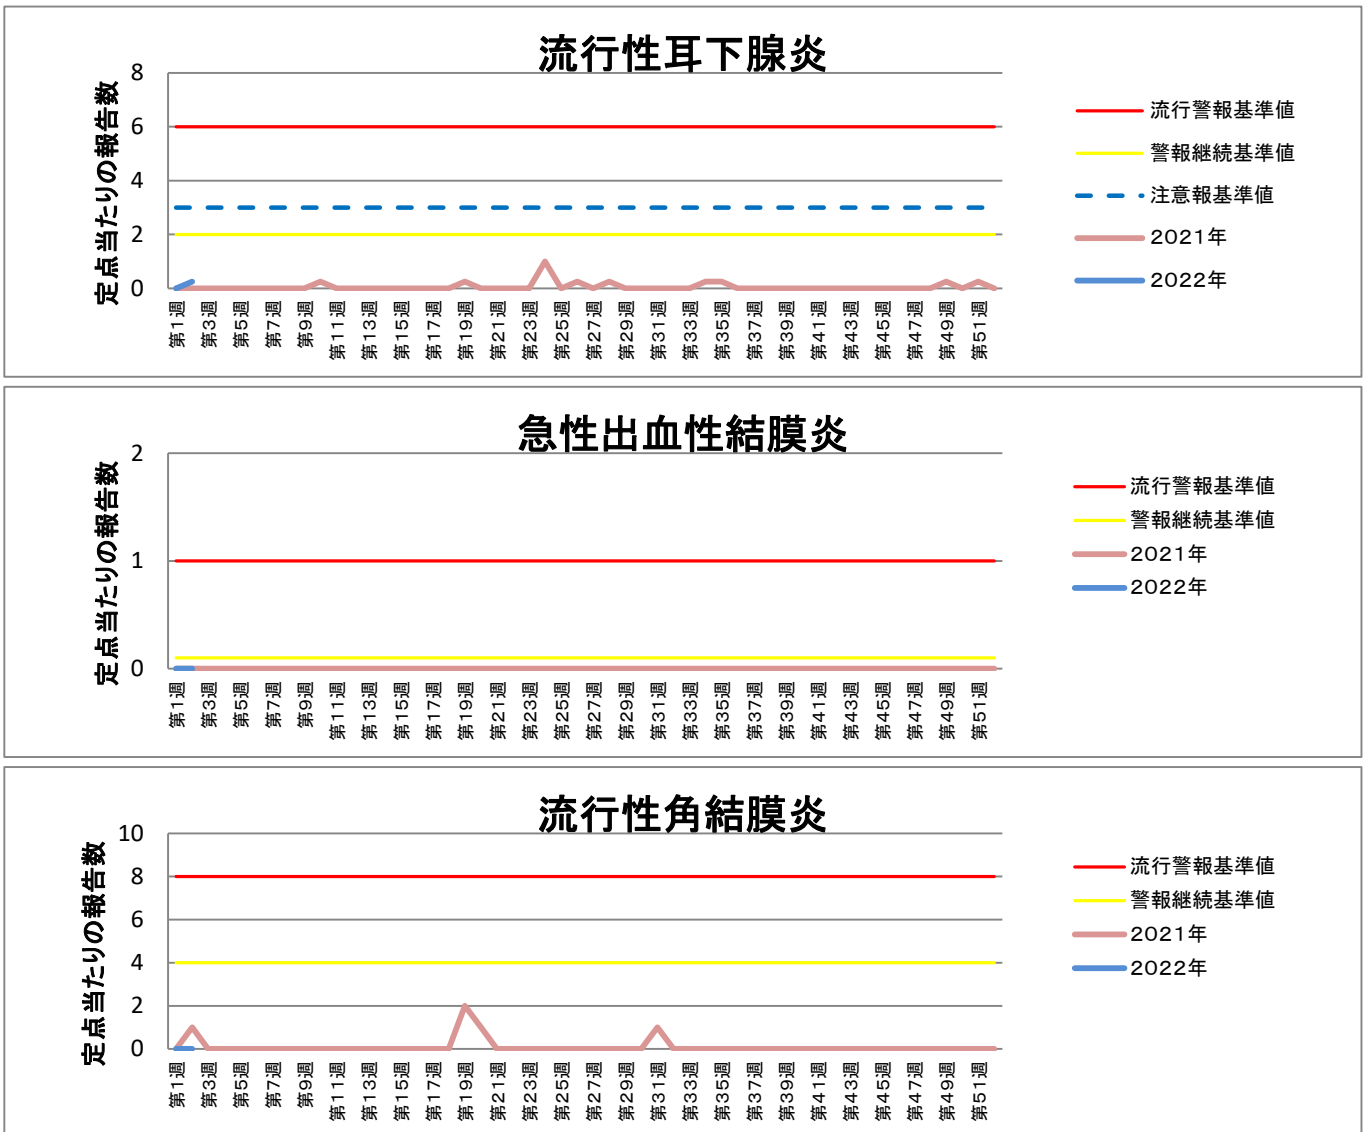 流行性耳下腺炎
定点当たりの報告数
8
6
4
2
0
第1週 第3週 第5週 第7週 第9週 第11週 第13週 第15週 第17週 第19週 第21週 第23週 第25週 第27週 第29週 第31週 第33週 第35週 第37週 第39週 第41週 第43週 第45週 第47週 第49週 第51週
流行警報基準値
警報継続基準値
注意報基準値
2021年
2022年
急性出血性結膜炎
定点当たりの報告数
2
1
0
第1週 第3週 第5週 第7週 第9週 第11週 第13週 第15週 第17週 第19週 第21週 第23週 第25週 第27週 第29週 第31週 第33週 第35週 第37週 第39週 第41週 第43週 第45週 第47週 第49週 第51週
流行警報基準値
警報継続基準値
2021年
2022年
流行性角結膜炎
定点当たりの報告数
10
8
6
4
2
0
第1週 第3週 第5週 第7週 第9週 第11週 第13週 第15週 第17週 第19週 第21週 第23週 第25週 第27週 第29週 第31週 第33週 第35週 第37週 第39週 第41週 第43週 第45週 第47週 第49週 第51週
流行警報基準値
警報継続基準値
2021年
2022年